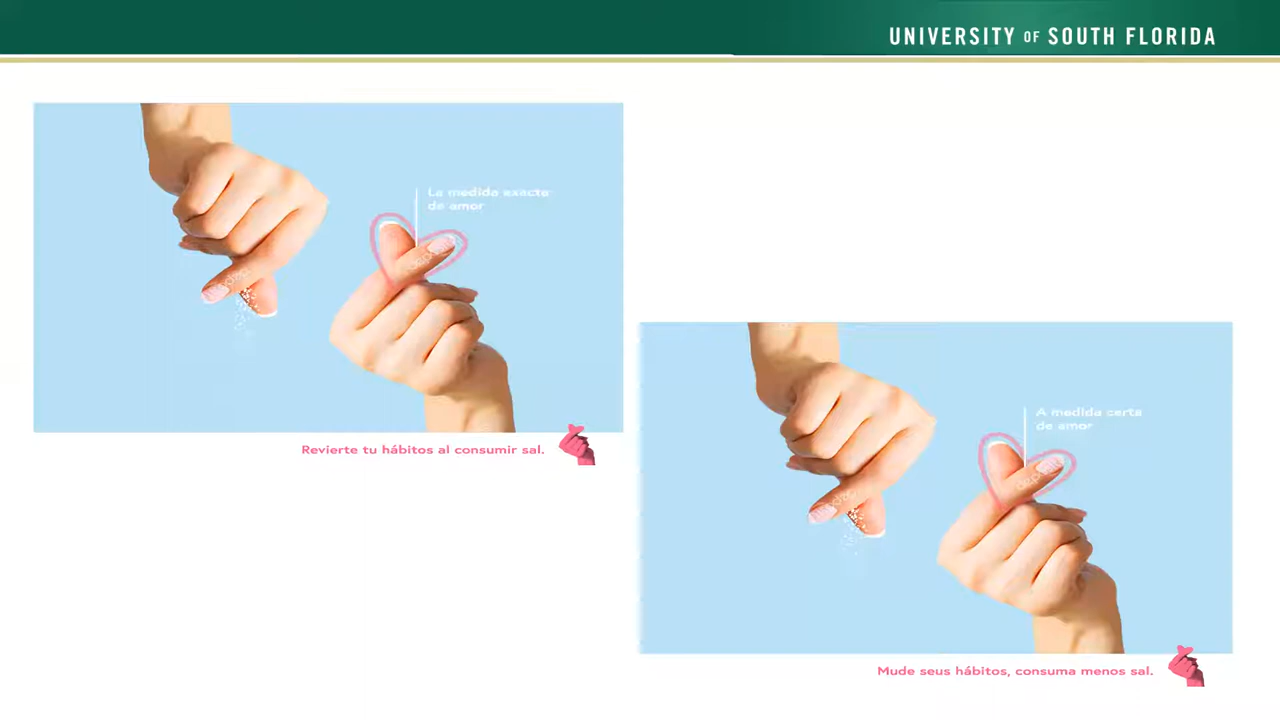 UNIVERSITY OF SOUTH FLORIDA
La medida exacta
de amor
Revierte tu hábitos al consumir sal.
A medida certa
de amor
Mude seus hábitos, consuma menos sal.